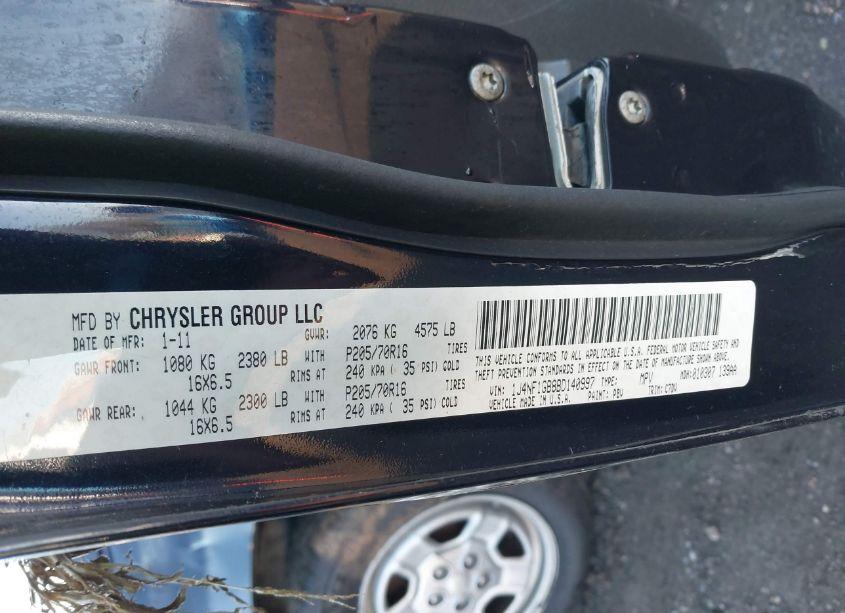 MFD BY CHRYSLER GROUP LLC
DATE OF MFR: 1-11 GVWR: 2076 KG 4575 LB
GAWR FRONT: 1080 KG 2380 LB WITH P205/70R16 TIRES
16X6.5 RIMS AT 240 KPA ( 35 PSI) COLD
GAWR REAR: 1044 KG 2300 LB WITH P205/70R16 TIRES
16X6.5 RIMS AT 240 KPA ( 35 PSI) COLD
THIS VEHICLE CONFORMS TO ALL APPLICABLE U.S.A. FEDERAL MOTOR VEHICLE SAFETY AND
THEFT PREVENTION STANDARDS IN EFFECT ON THE DATE OF MANUFACTURE SHOWN ABOVE.
VIN: 1J4NF1GB8BD140997 TYPE: MPV MDH: 010307 139AA
VEHICLE MADE IN U.S.A. PAINT: PBV TRIM: